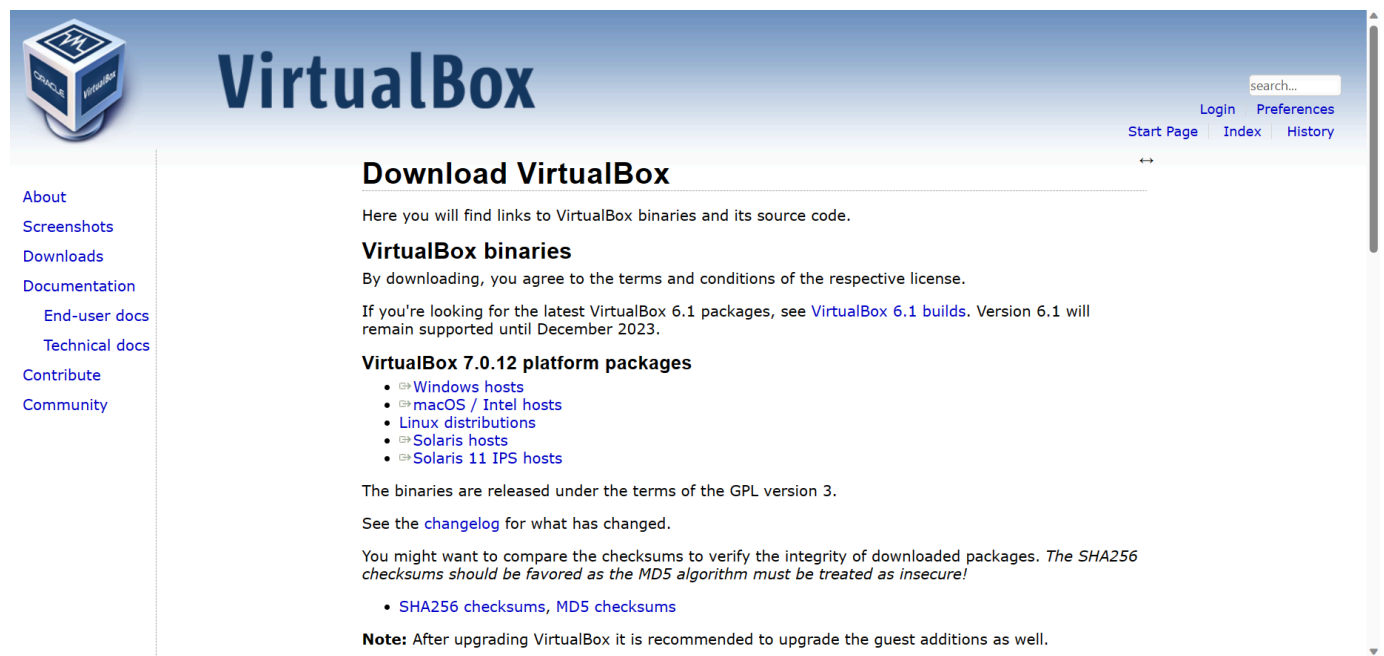 ORACLE
VirtualBox
VirtualBox
search...
Login Preferences
Start Page Index History
About
Screenshots
Downloads
Documentation
End-user docs
Technical docs
Contribute
Community
Download VirtualBox
Here you will find links to VirtualBox binaries and its source code.
VirtualBox binaries
By downloading, you agree to the terms and conditions of the respective license.
If you're looking for the latest VirtualBox 6.1 packages, see VirtualBox 6.1 builds. Version 6.1 will
remain supported until December 2023.
VirtualBox 7.0.12 platform packages
• Windows hosts
• macOS / Intel hosts
• Linux distributions
• Solaris hosts
• Solaris 11 IPS hosts
The binaries are released under the terms of the GPL version 3.
See the changelog for what has changed.
You might want to compare the checksums to verify the integrity of downloaded packages. The SHA256
checksums should be favored as the MD5 algorithm must be treated as insecure!
• SHA256 checksums, MD5 checksums
Note: After upgrading VirtualBox it is recommended to upgrade the guest additions as well.